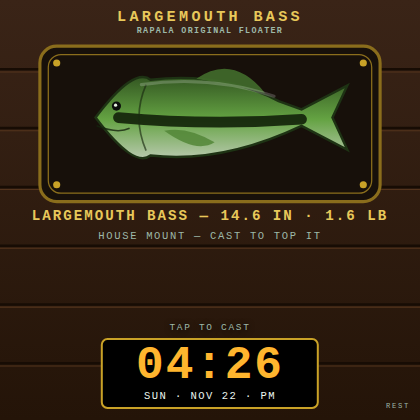 LARGEMOUTH BASS
RAPALA ORIGINAL FLOATER
LARGEMOUTH BASS — 14.6 IN · 1.6 LB
HOUSE MOUNT — CAST TO TOP IT
TAP TO CAST
04:26
SUN · NOV 22 · PM
REST